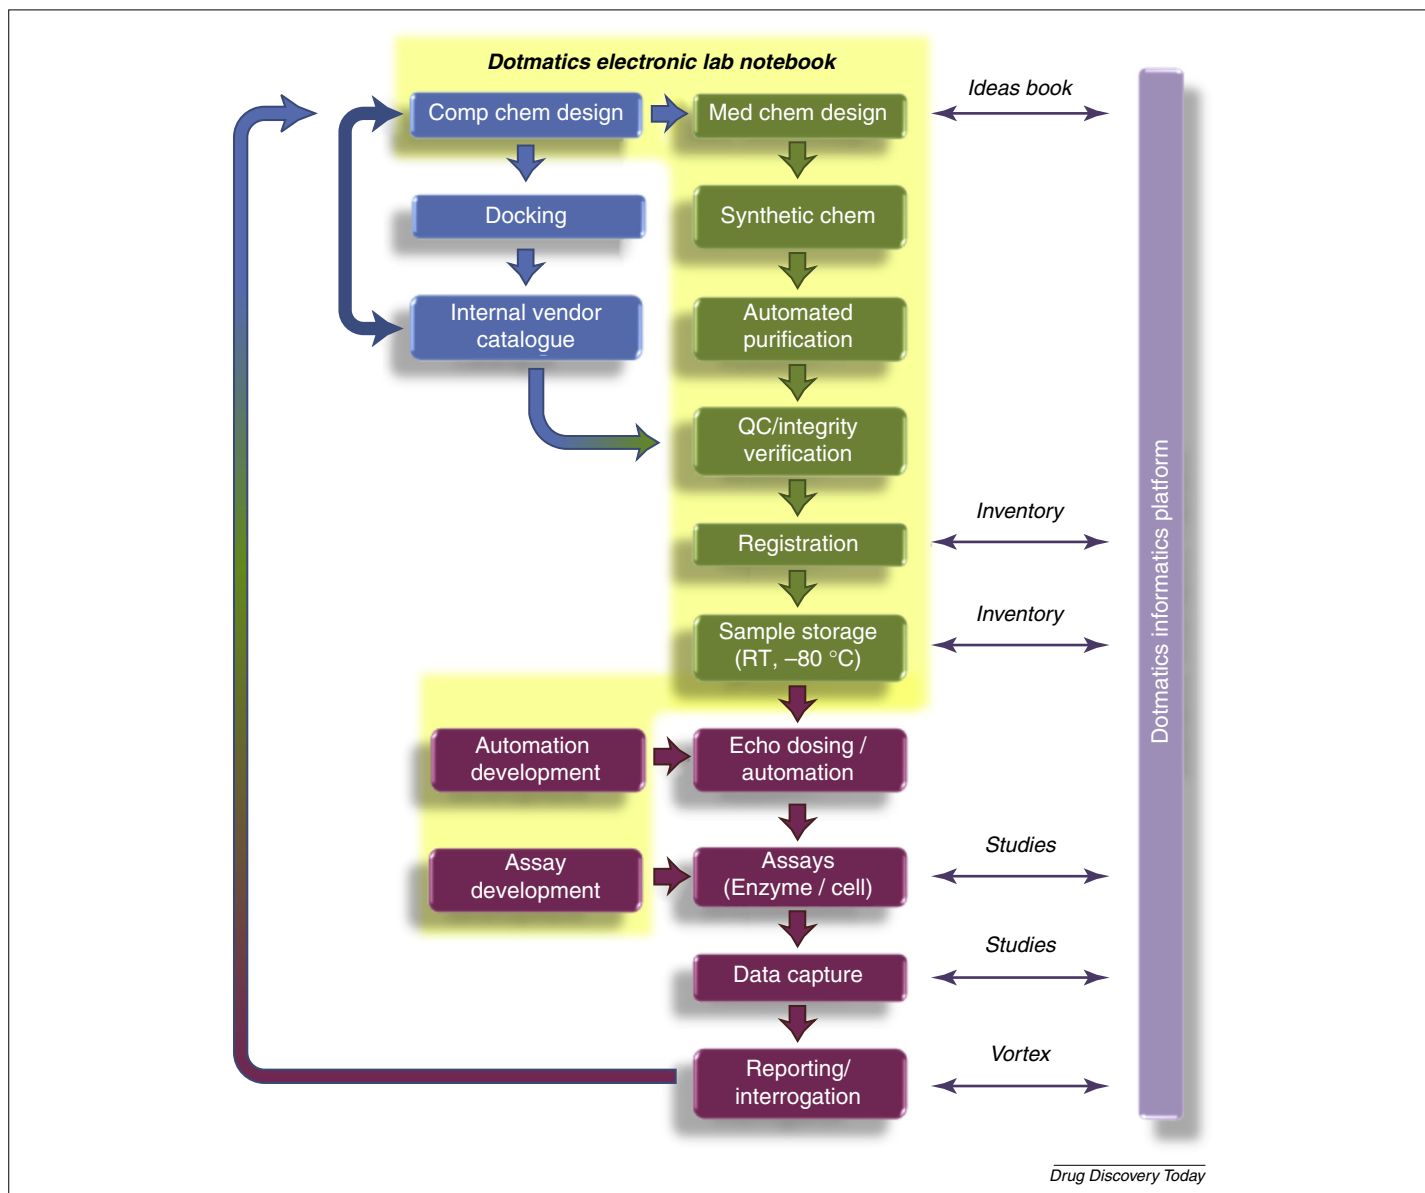 Dotmatics electronic lab notebook
Comp chem design
Med chem design
Ideas book
Docking
Synthetic chem
Internal vendor
catalogue
Automated
purification
QC/integrity
verification
Inventory
Registration
Inventory
Sample storage
(RT, –80 °C)
Dotmatics informatics platform
Automation
development
Echo dosing /
automation
Assay
development
Assays
(Enzyme / cell)
Studies
Data capture
Studies
Reporting/
interrogation
Vortex
Drug Discovery Today